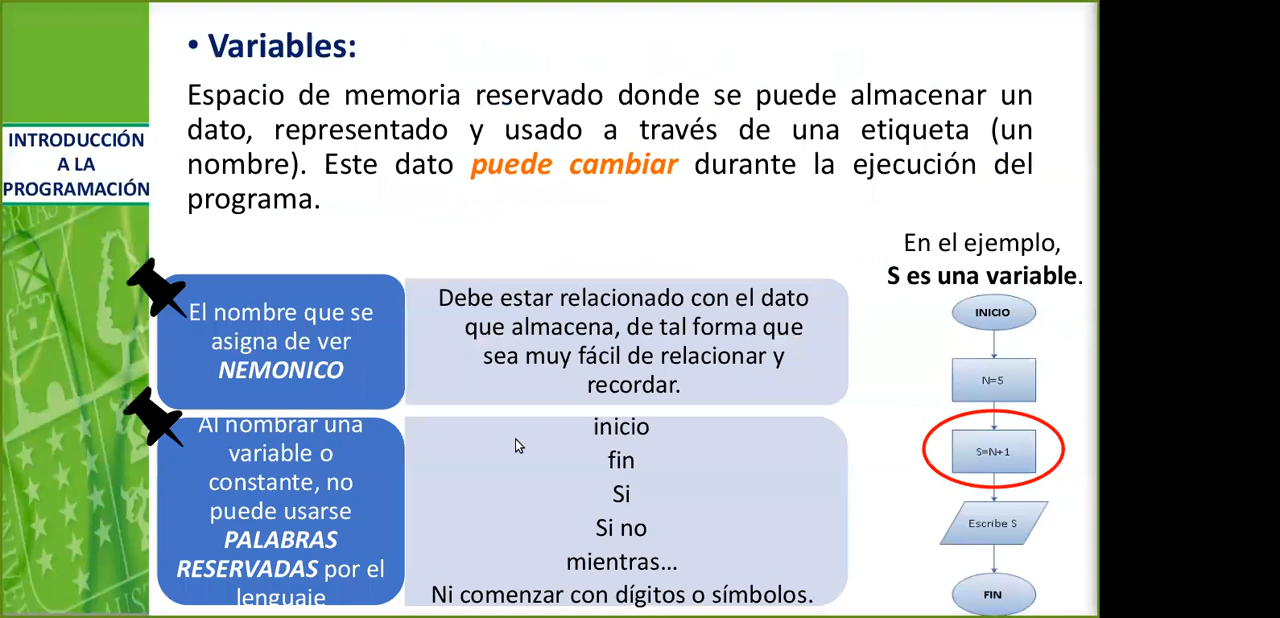 INTRODUCCIÓN
A LA
PROGRAMACIÓN
• Variables:
Espacio de memoria reservado donde se puede almacenar un
dato, representado y usado a través de una etiqueta (un
nombre). Este dato puede cambiar durante la ejecución del
programa.
El nombre que se
asigna de ver
NEMONICO
Debe estar relacionado con el dato
que almacena, de tal forma que
sea muy fácil de relacionar y
recordar.
Al nombrar una
variable o
constante, no
puede usarse
PALABRAS
RESERVADAS por el
lenguaje
inicio
fin
Si
Si no
mientras...
Ni comenzar con dígitos o símbolos.
En el ejemplo,
S es una variable.
INICIO
N=5
S=N+1
Escribe S
FIN